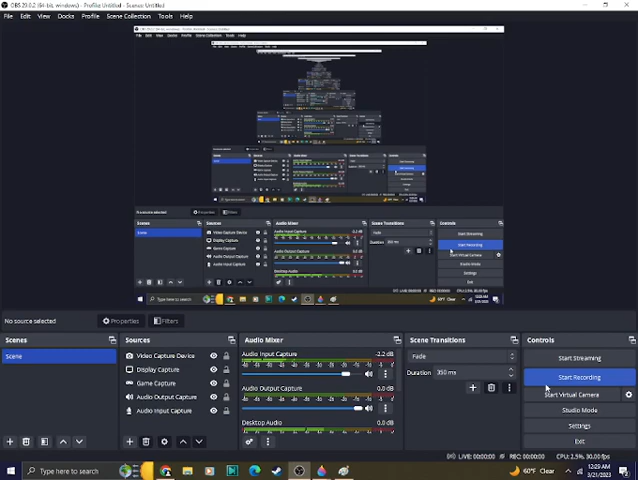 OBS 29.0.2 (64-bit, windows) - Profile: Untitled - Scenes: Untitled
File Edit View Docks Profile Scene Collection Tools Help
No source selected Properties Filters
Scenes Sources Audio Mixer Scene Transitions Controls
Scene
Video Capture Device
Display Capture
Game Capture
Audio Output Capture
Audio Input Capture
Audio Input Capture -2.2 dB
Audio Output Capture 0.0 dB
Desktop Audio 0.0 dB
Fade
Duration 350 ms
Start Streaming
Start Recording
Start Virtual Camera
Studio Mode
Settings
Exit
LIVE: 00:00:00 REC: 00:00:00 CPU: 2.5%, 30.00 fps
Type here to search
60°F Clear
12:29 AM
3/21/2023